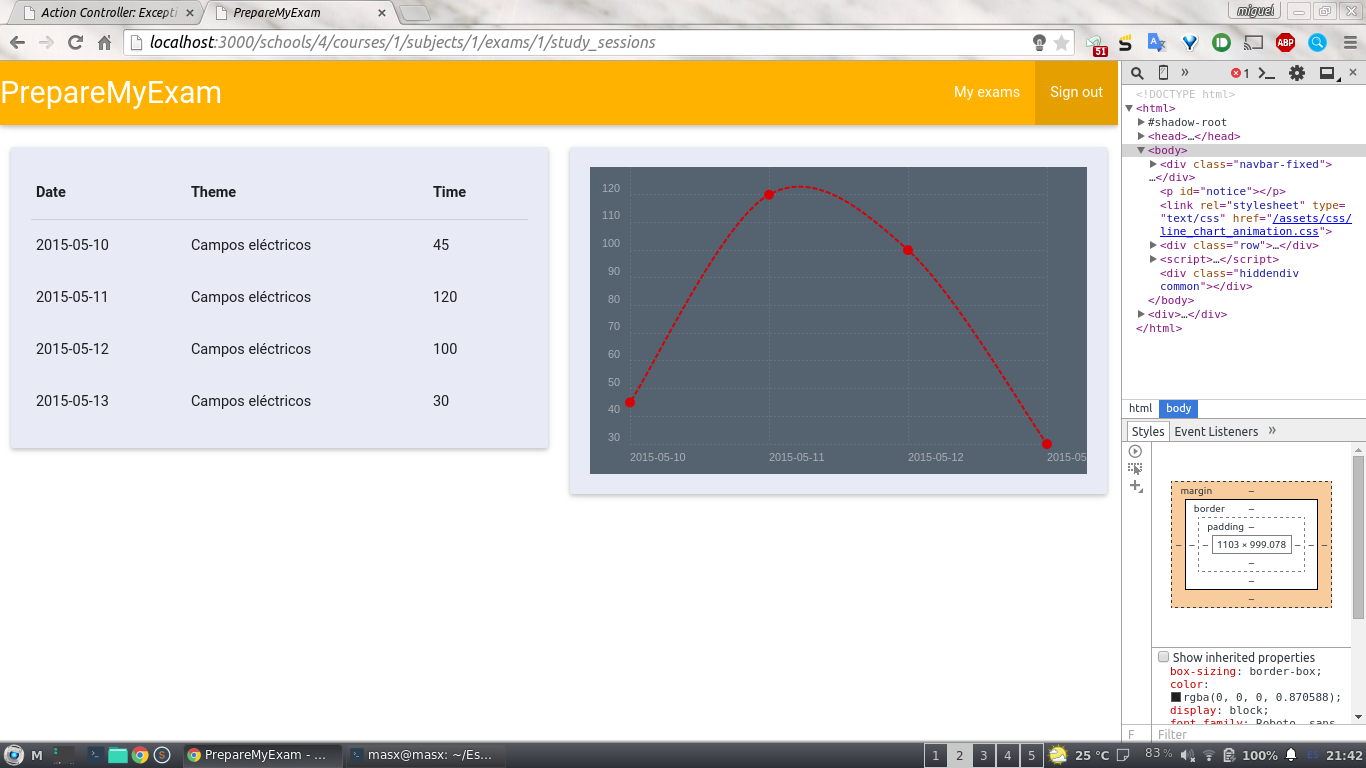 Action Controller: Excepti
PrepareMyExam
miguel
localhost:3000/schools/4/courses/1/subjects/1/exams/1/study_sessions
51
ABP
PrepareMyExam
My exams
Sign out
Date Theme Time
2015-05-10 Campos eléctricos 45
2015-05-11 Campos eléctricos 120
2015-05-12 Campos eléctricos 100
2015-05-13 Campos eléctricos 30
120
110
100
90
80
70
60
50
40
30
2015-05-10 2015-05-11 2015-05-12 2015-05
1
<!DOCTYPE html>
<html>
#shadow-root
<head>…</head>
<body>
<div class="navbar-fixed">
…</div>
<p id="notice"></p>
<link rel="stylesheet" type=
"text/css" href="/assets/css/
line_chart_animation.css">
<div class="row">…</div>
<script>…</script>
<div class="hiddendiv
common"></div>
</body>
<div>…</div>
</html>
html body
Styles Event Listeners »
margin –
border –
padding –
– – – 1103 × 999.078 – – –
–
–
–
Show inherited properties
box-sizing: border-box;
color:
rgba(0, 0, 0, 0.870588);
display: block;
font-family: Roboto, sans
F Filter
M
PrepareMyExam - ...
masx@masx: ~/Es...
1 2 3 4 5
25 °C
83 %
100%
ES
21:42